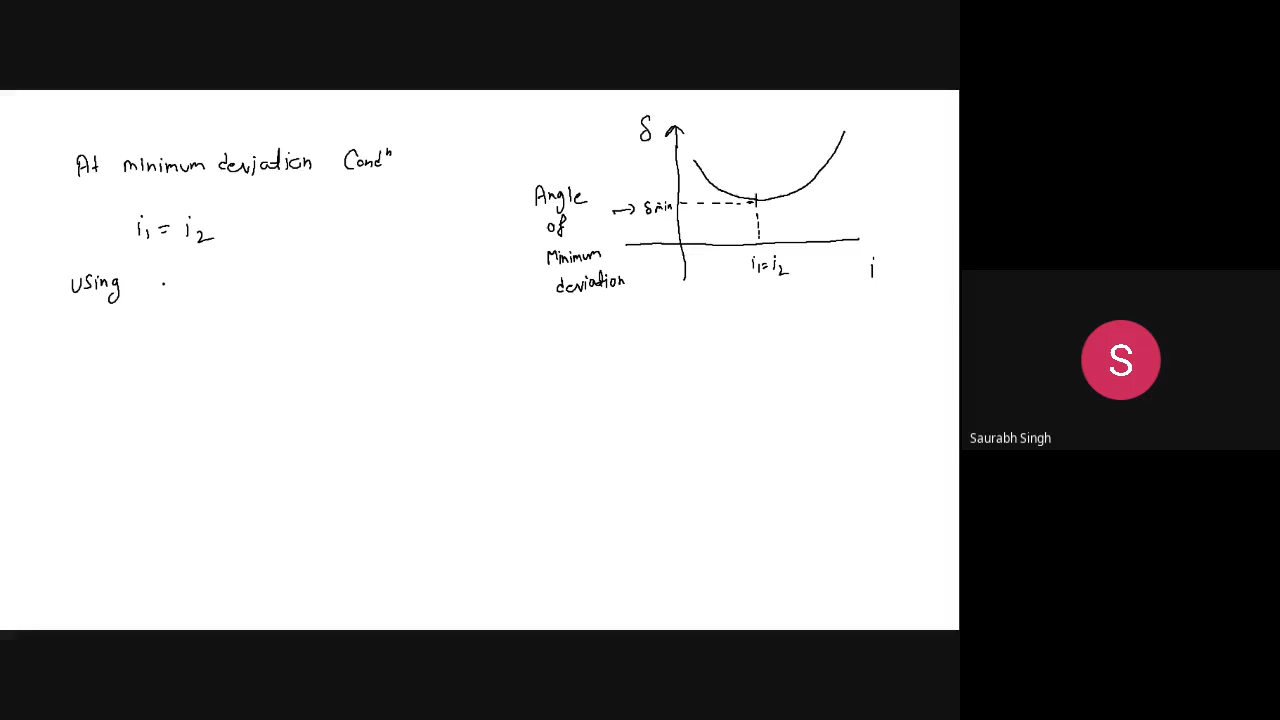 At minimum deviation Condⁿ
i₁ = i₂
Using
δ
Angle
of
Minimum
deviation
→ δmin
i₁=i₂
i
S
Saurabh Singh